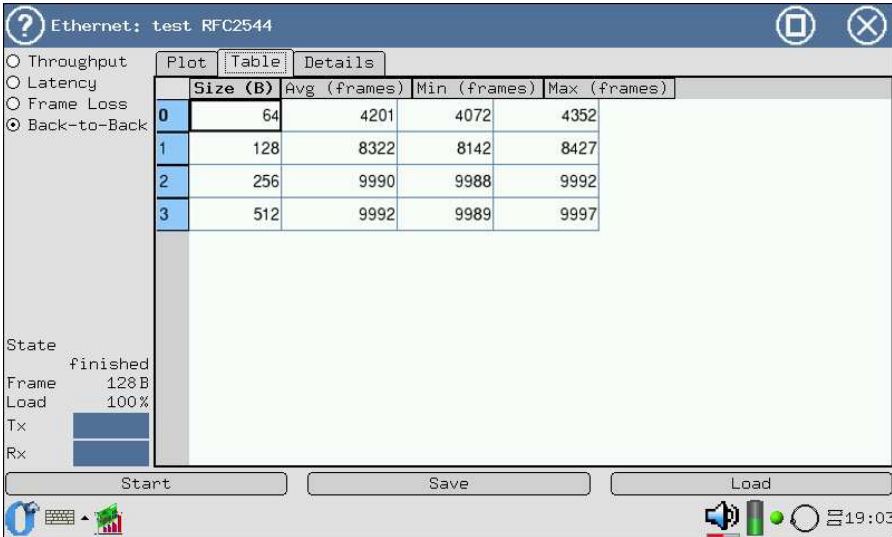 Ethernet: test RFC2544
Throughput
Latency
Frame Loss
Back-to-Back
Plot Table Details
Size (B) Avg (frames) Min (frames) Max (frames)
0 64 4201 4072 4352
1 128 8322 8142 8427
2 256 9990 9988 9992
3 512 9992 9989 9997
State
finished
Frame 128B
Load 100%
Tx
Rx
Start Save Load
19:03